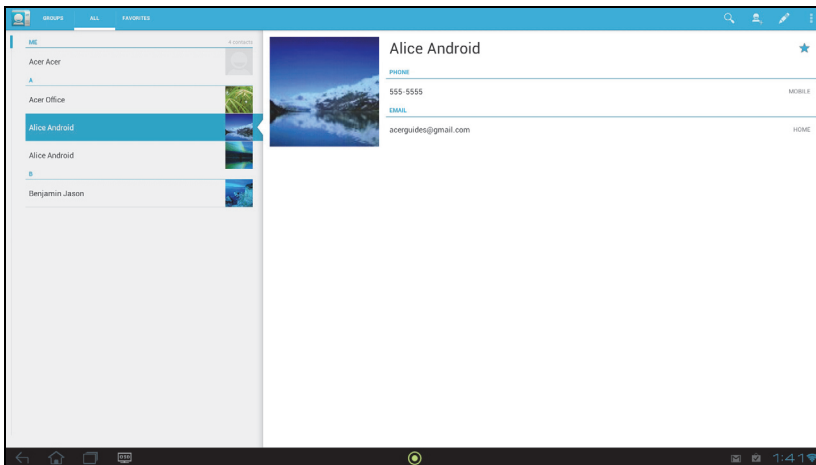 GROUPS ALL FAVORITES
ME 4 contacts
Acer Acer
A
Acer Office
Alice Android
Alice Android
B
Benjamin Jason
Alice Android
PHONE
555-5555 MOBILE
EMAIL
acerguides@gmail.com HOME
OSD
1:41